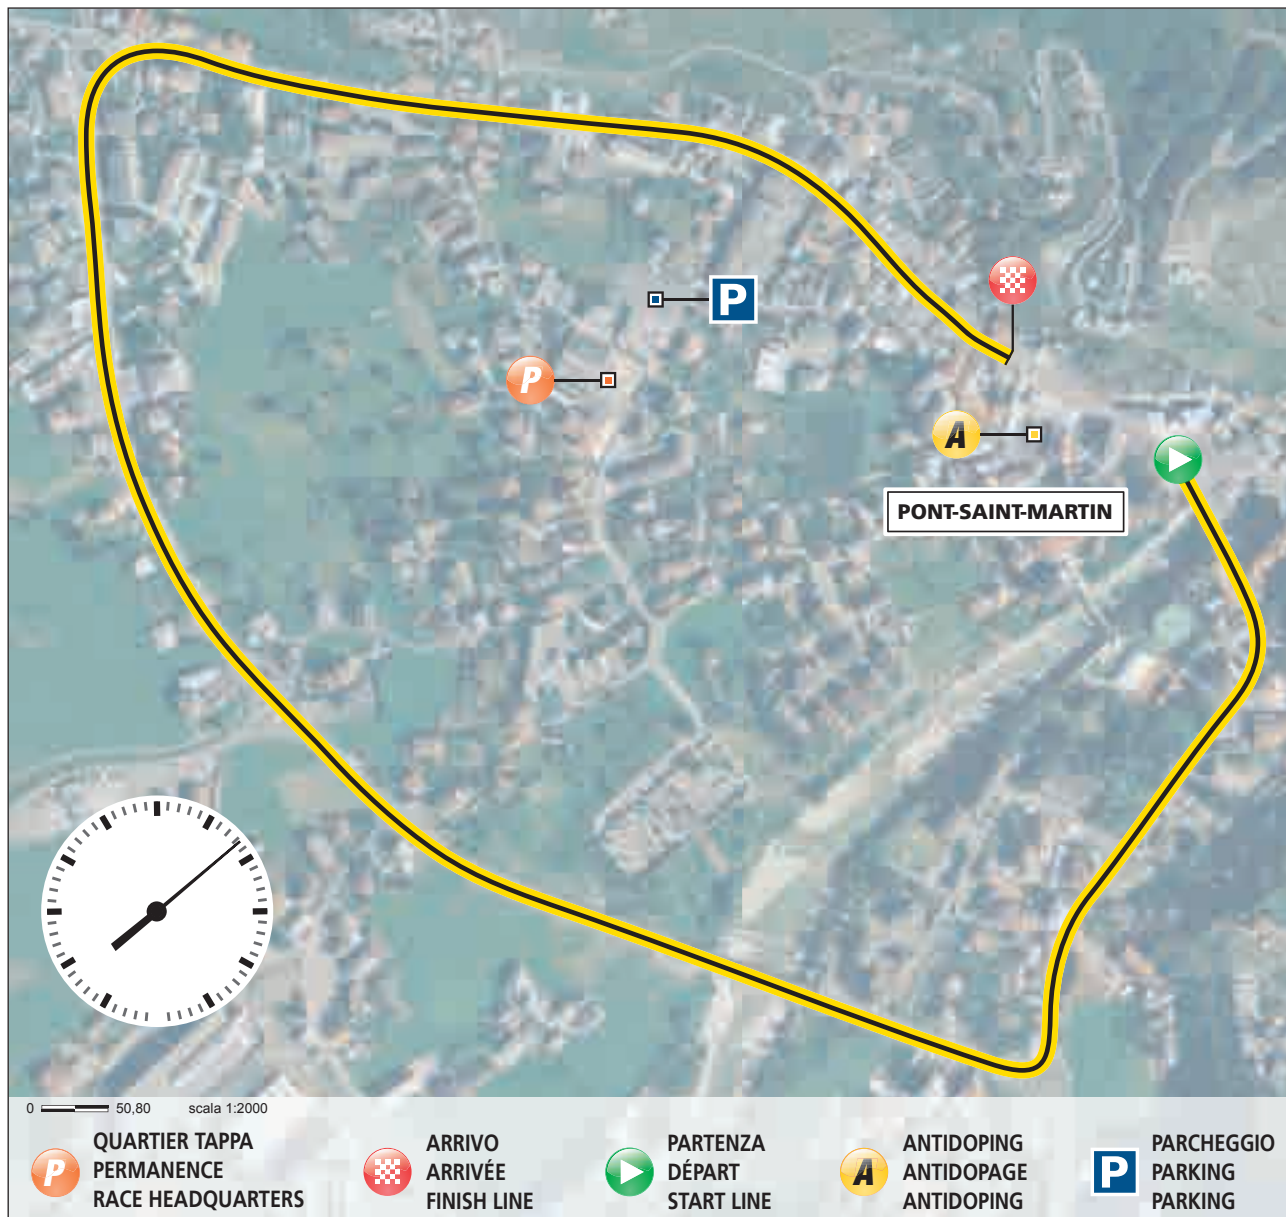 P
P
A
PONT-SAINT-MARTIN
0 50,80 scala 1:2000
P
QUARTIER TAPPA
PERMANENCE
RACE HEADQUARTERS
ARRIVO
ARRIVÉE
FINISH LINE
PARTENZA
DÉPART
START LINE
A
ANTIDOPING
ANTIDOPAGE
ANTIDOPING
P
PARCHEGGIO
PARKING
PARKING